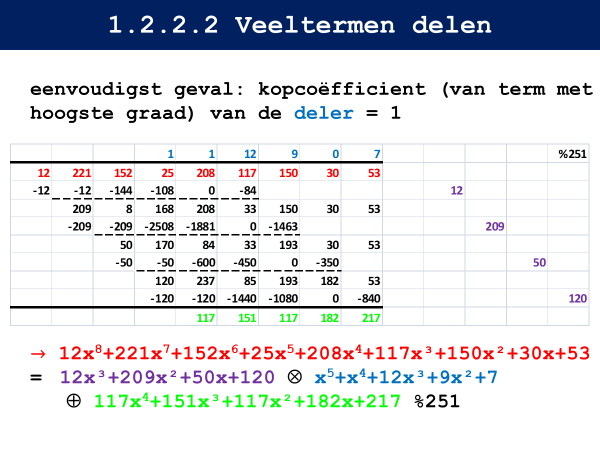 1.2.2.2 Veeltermen delen
eenvoudigst geval: kopcoëfficient (van term met
hoogste graad) van de deler = 1
1 1 12 9 0 7 %251
12 221 152 25 208 117 150 30 53
-12 -12 -144 -108 0 -84 12
209 8 168 208 33 150 30 53
-209 -209 -2508 -1881 0 -1463 209
50 170 84 33 193 30 53
-50 -50 -600 -450 0 -350 50
120 237 85 193 182 53
-120 -120 -1440 -1080 0 -840 120
117 151 117 182 217
→ 12x⁸+221x⁷+152x⁶+25x⁵+208x⁴+117x³+150x²+30x+53
= 12x³+209x²+50x+120 ⊗ x⁵+x⁴+12x³+9x²+7
⊕ 117x⁴+151x³+117x²+182x+217 %251